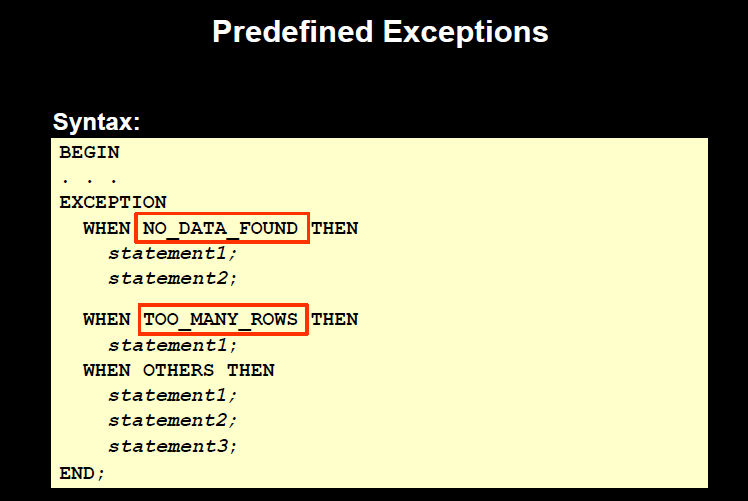 Predefined Exceptions
Syntax:
BEGIN
. . .
EXCEPTION
WHEN NO_DATA_FOUND THEN
statement1;
statement2;
WHEN TOO_MANY_ROWS THEN
statement1;
WHEN OTHERS THEN
statement1;
statement2;
statement3;
END;